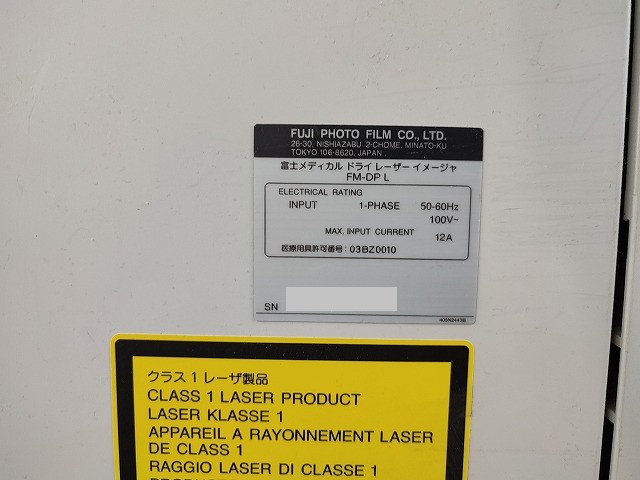 FUJI PHOTO FILM CO., LTD.
26-30, NISHIAZABU 2-CHOME, MINATO-KU
TOKYO 106-8620, JAPAN
富士メディカル ドライ レーザー イメージャ
FM-DP L
ELECTRICAL RATING
INPUT 1-PHASE 50-60Hz
100V~
MAX. INPUT CURRENT 12A
医療用具許可番号: 03BZ0010
SN
405N2443B
クラス1レーザ製品
CLASS 1 LASER PRODUCT
LASER KLASSE 1
APPAREIL A RAYONNEMENT LASER
DE CLASS 1
RAGGIO LASER DI CLASSE 1